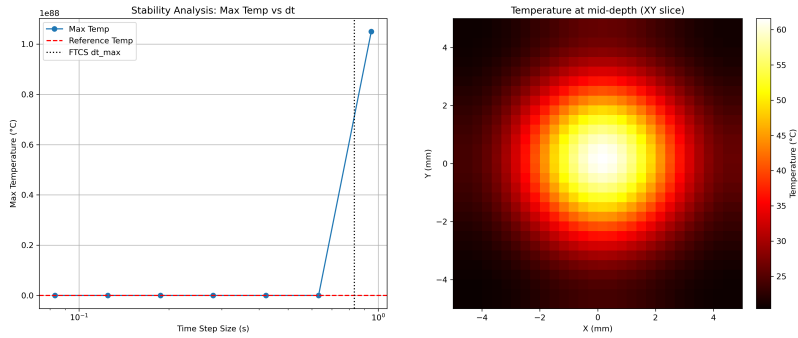 Stability Analysis: Max Temp vs dt
1e88
Max Temp
Reference Temp
FTCS dt_max
1.0
0.8
0.6
0.4
0.2
0.0
Max Temperature (°C)
10⁻¹
10⁰
Time Step Size (s)
Temperature at mid-depth (XY slice)
4
2
0
−2
−4
Y (mm)
−4
−2
0
2
4
X (mm)
60
55
50
45
40
35
30
25
Temperature (°C)